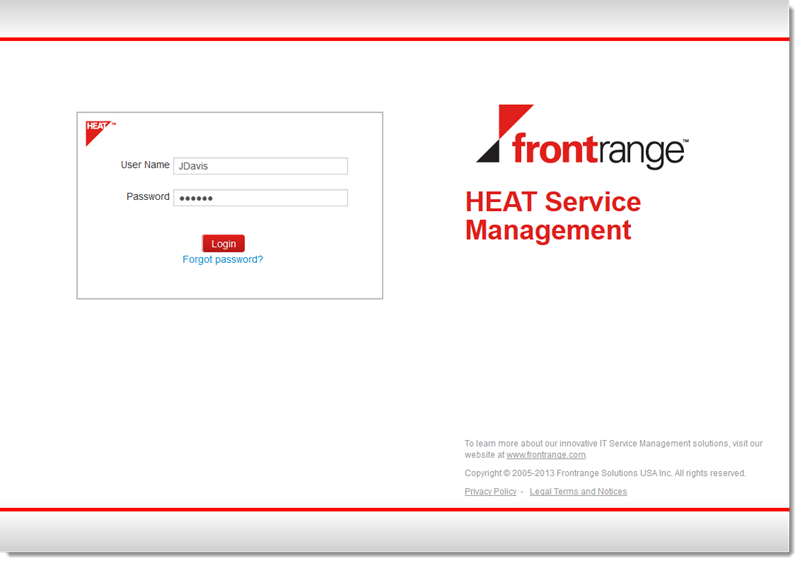 HEAT™
User Name JDavis
Password ●●●●●●
Login
Forgot password?
frontrange™
HEAT Service
Management
To learn more about our innovative IT Service Management solutions, visit our
website at www.frontrange.com.
Copyright © 2005-2013 Frontrange Solutions USA Inc. All rights reserved.
Privacy Policy - Legal Terms and Notices